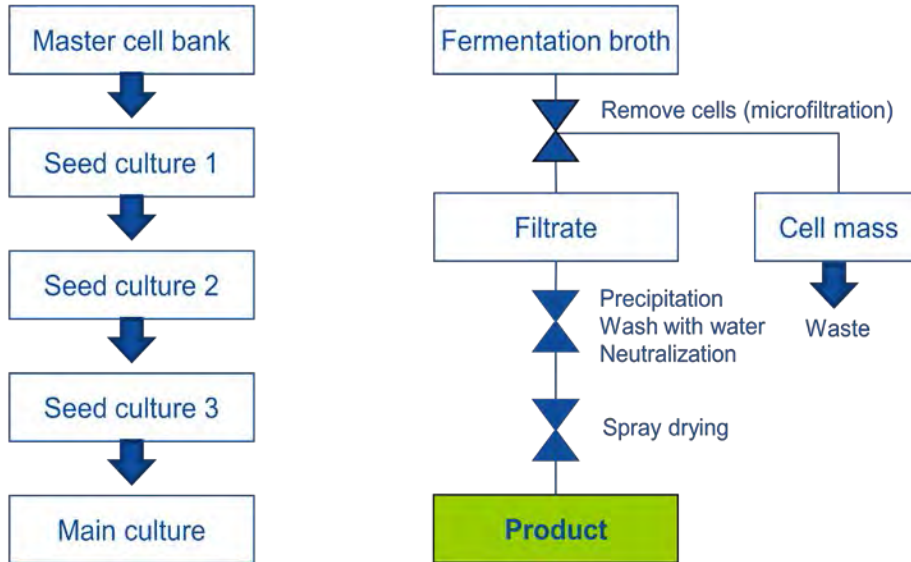 Master cell bank
Seed culture 1
Seed culture 2
Seed culture 3
Main culture
Fermentation broth
Remove cells (microfiltration)
Filtrate
Cell mass
Waste
Precipitation
Wash with water
Neutralization
Spray drying
Product